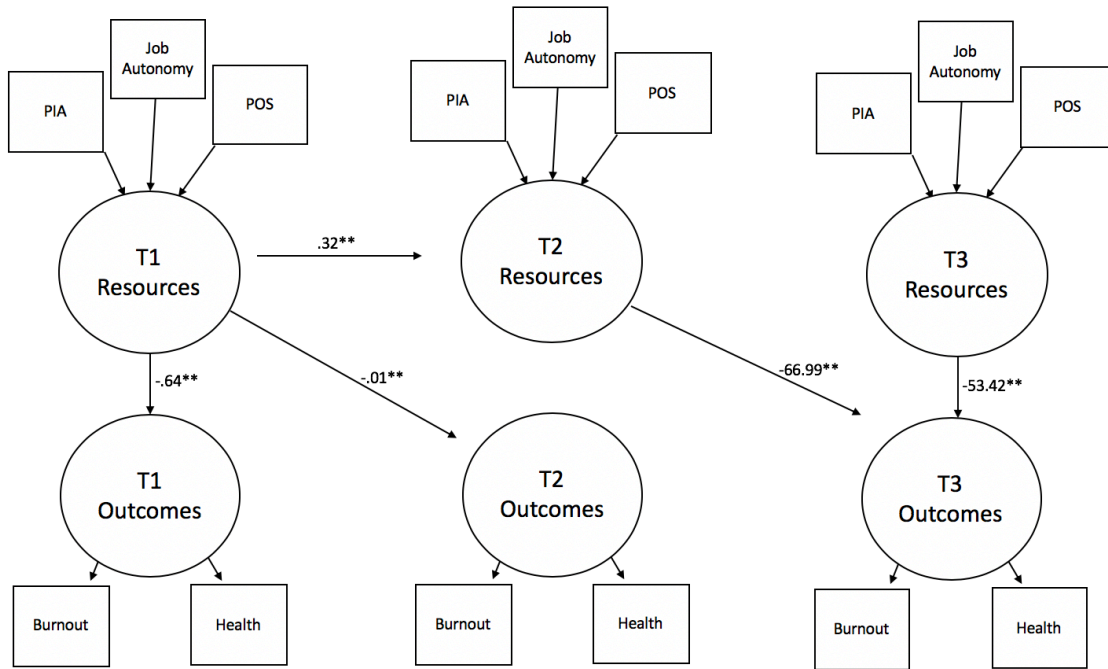 Job
Autonomy
PIA
POS
Job
Autonomy
PIA
POS
Job
Autonomy
PIA
POS
T1
Resources
.32**
T2
Resources
T3
Resources
-.64**
-.01**
-66.99**
-53.42**
T1
Outcomes
T2
Outcomes
T3
Outcomes
Burnout
Health
Burnout
Health
Burnout
Health